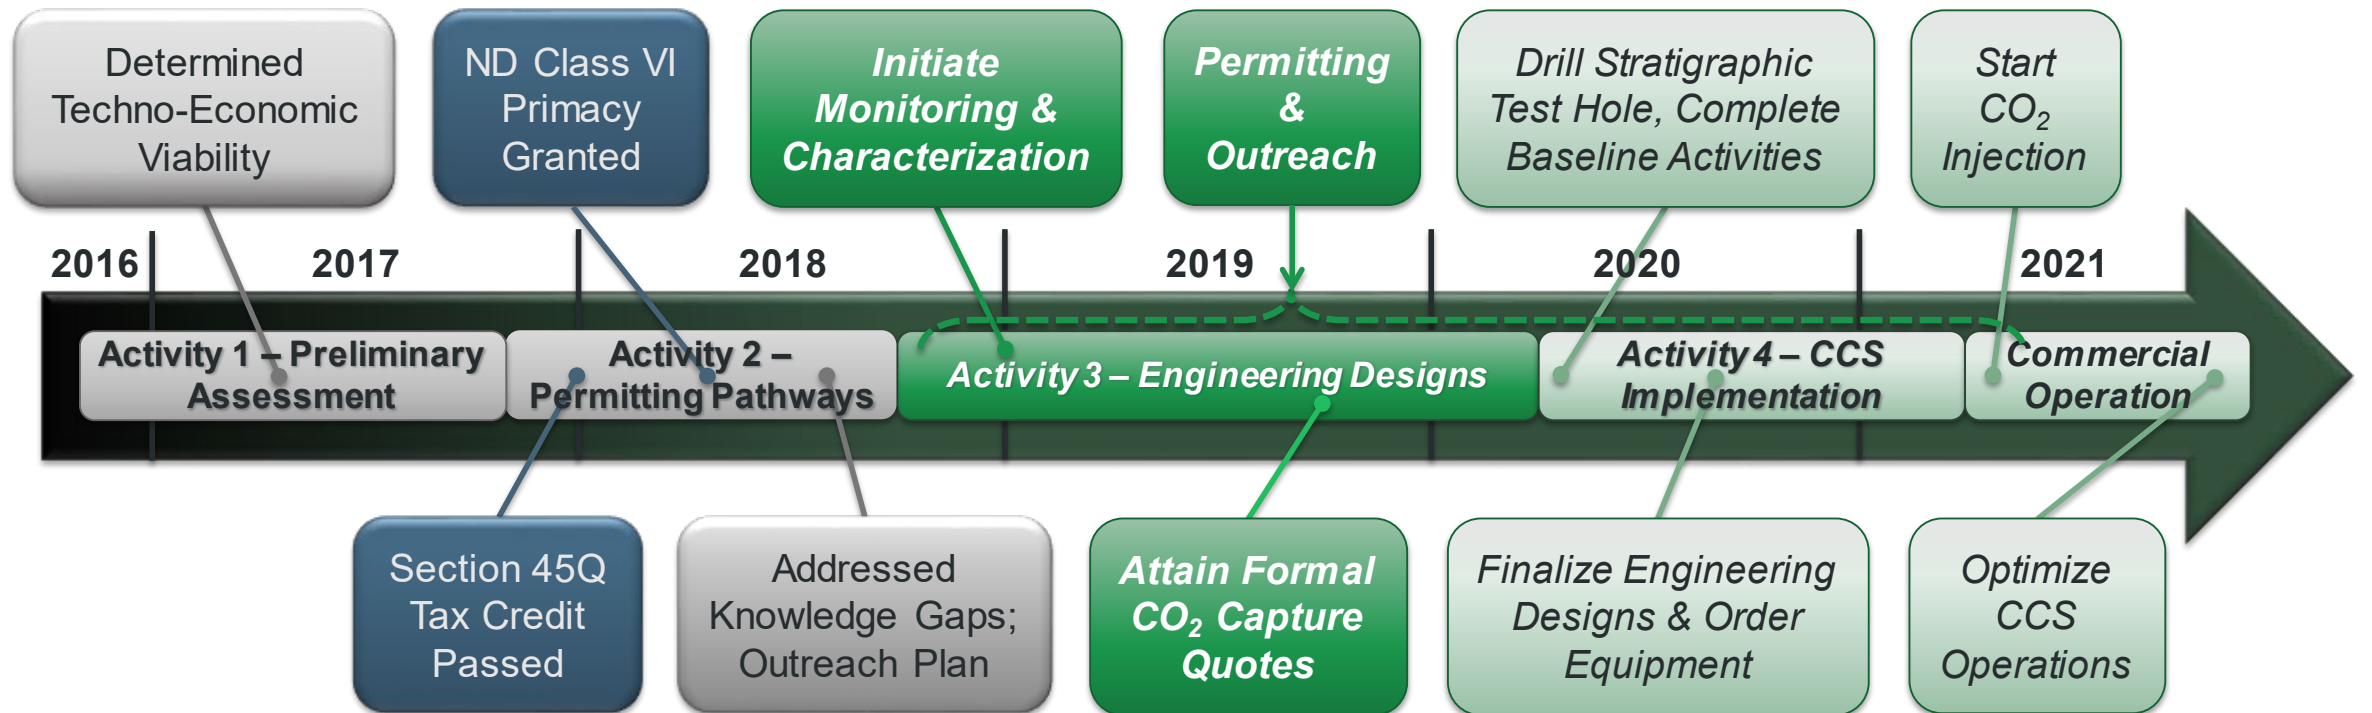 Determined
Techno-Economic
Viability
ND Class VI
Primacy
Granted
Initiate
Monitoring &
Characterization
Permitting
&
Outreach
Drill Stratigraphic
Test Hole, Complete
Baseline Activities
Start
CO2
Injection
2016
2017
2018
2019
2020
2021
Activity 1 – Preliminary
Assessment
Activity 2 –
Permitting Pathways
Activity 3 – Engineering Designs
Activity 4 – CCS
Implementation
Commercial
Operation
Section 45Q
Tax Credit
Passed
Addressed
Knowledge Gaps;
Outreach Plan
Attain Formal
CO2 Capture
Quotes
Finalize Engineering
Designs & Order
Equipment
Optimize
CCS
Operations